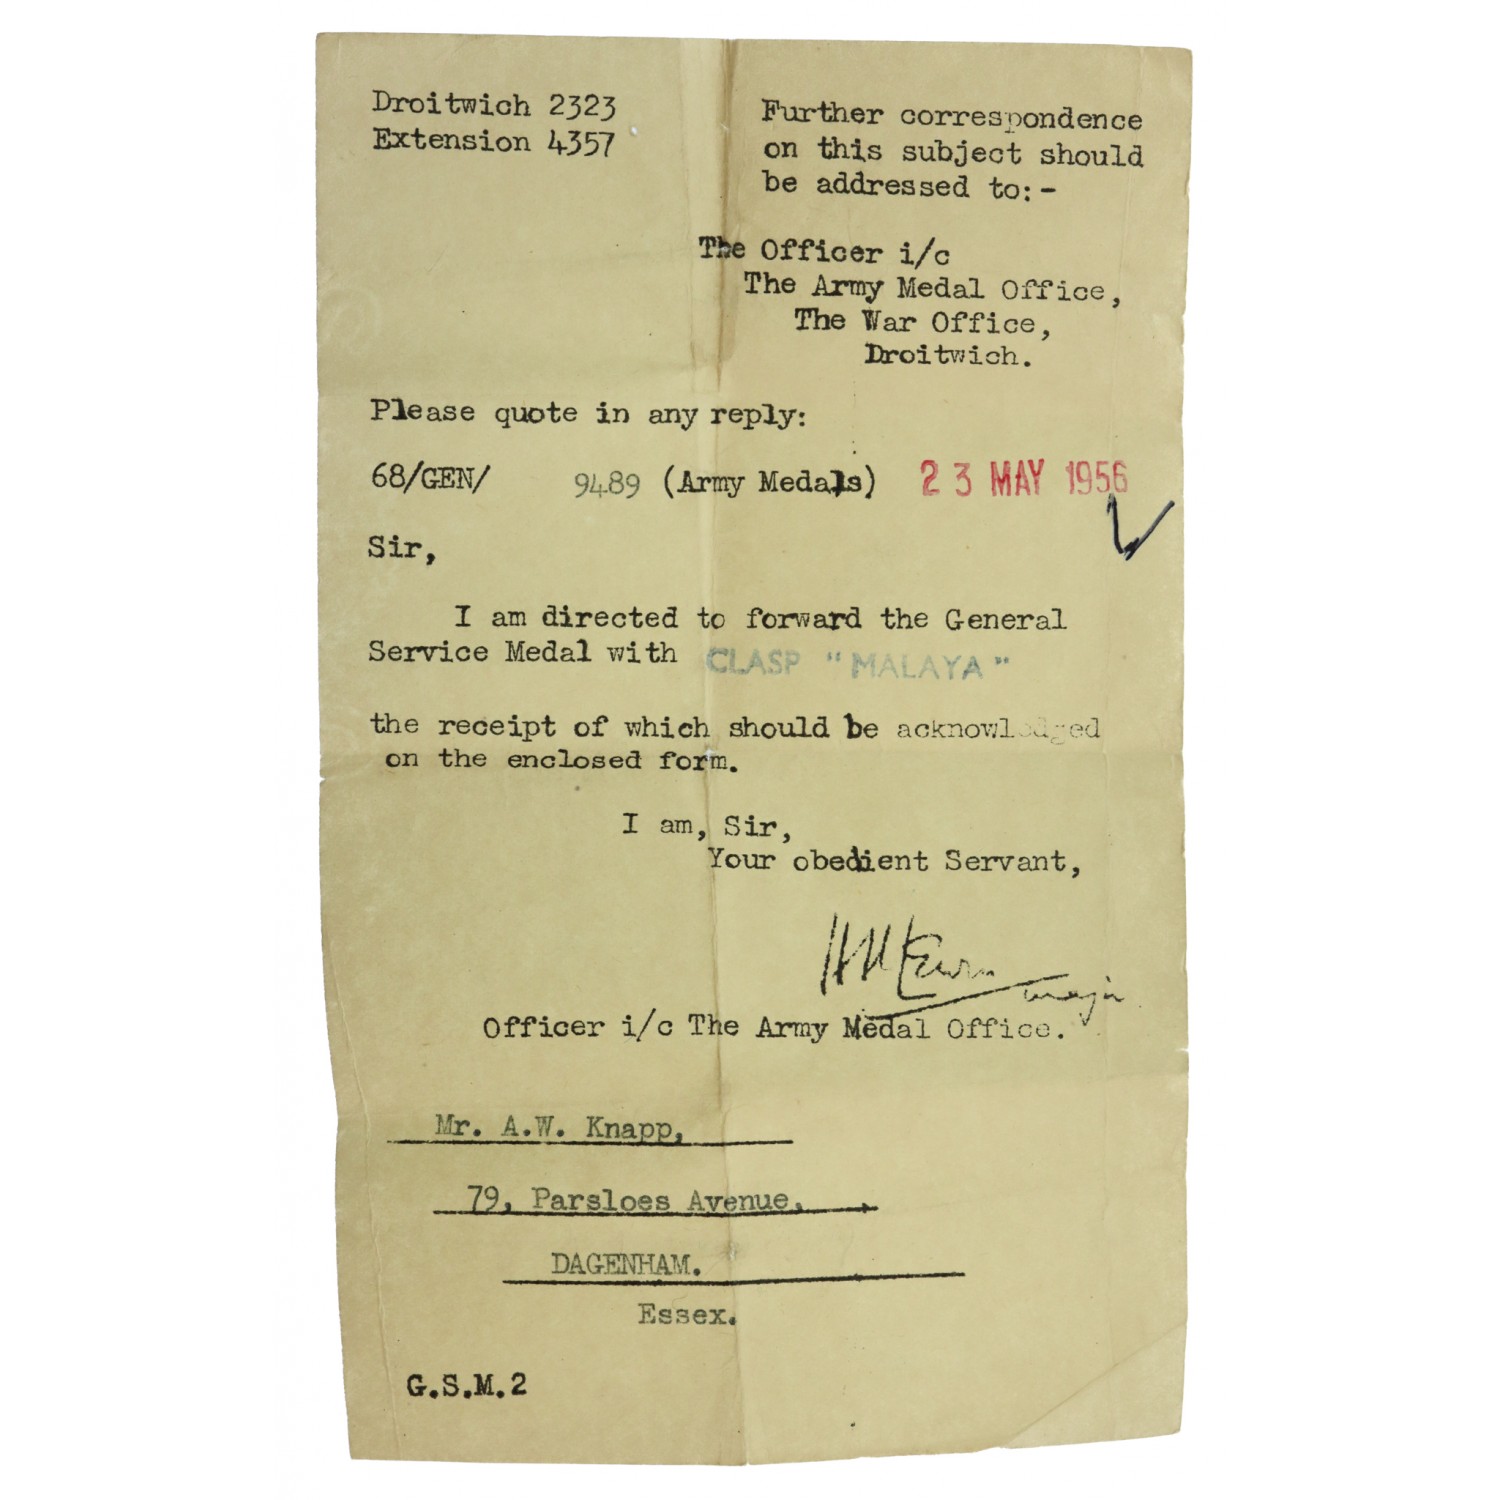 Droitwich 2323
Extension 4357
Further correspondence
on this subject should
be addressed to:-
The Officer i/c
The Army Medal Office,
The War Office,
Droitwich.
Please quote in any reply:
68/GEN/ 9489 (Army Medals) 23 MAY 1956
Sir,
I am directed to forward the General
Service Medal with CLASP "MALAYA"
the receipt of which should be acknowledged
on the enclosed form.
I am, Sir,
Your obedient Servant,
major
Officer i/c The Army Medal Office.
Mr. A.W. Knapp,
79, Parsloes Avenue,
DAGENHAM.
Essex.
G.S.M.2